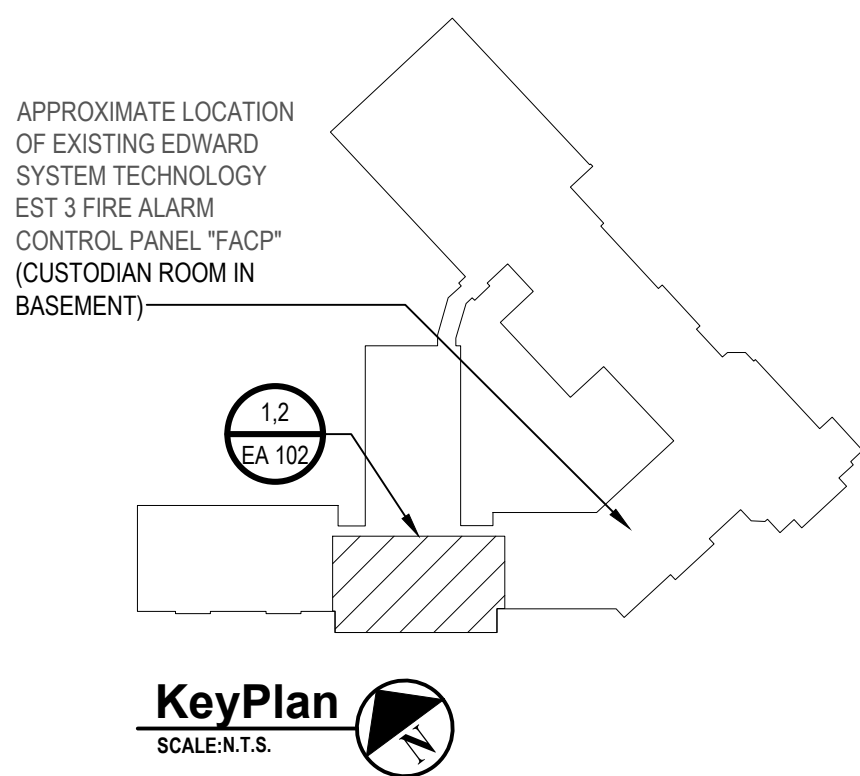 APPROXIMATE LOCATION
OF EXISTING EDWARD
SYSTEM TECHNOLOGY
EST 3 FIRE ALARM
CONTROL PANEL "FACP"
(CUSTODIAN ROOM IN
BASEMENT)
1,2
EA 102
KeyPlan
SCALE:N.T.S.
N